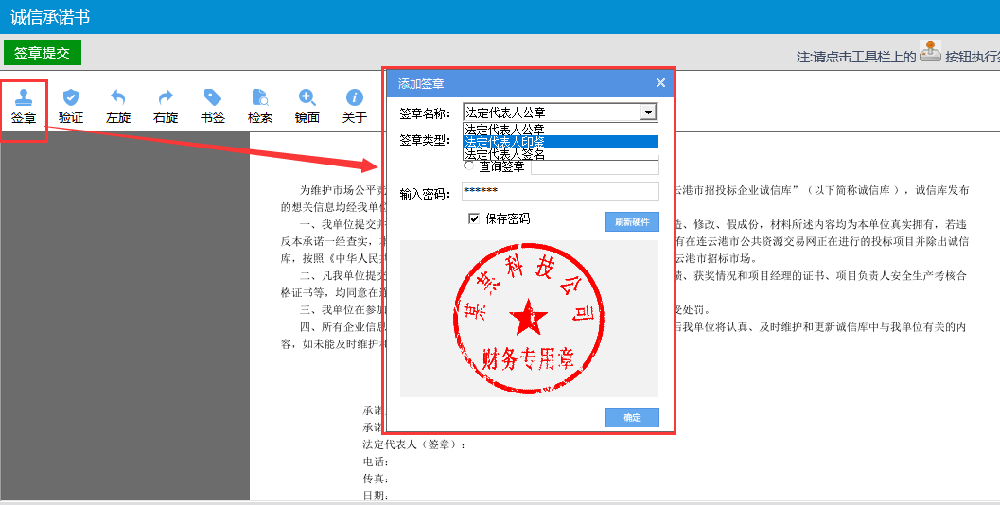 诚信承诺书
签章提交
注:请点击工具栏上的 按钮执行
签章 验证 左旋 右旋 书签 检索 镜面 关于
添加签章
签章名称: 法定代表人公章
法定代表人公章
签章类型: 法定代表人印鉴
法定代表人签名
查询签章
输入密码: ******
保存密码 刷新硬件
某某科技公司
财务专用章
确定
为维护市场公平 云港市招投标企业诚信库”（以下简称诚信库），诚信库发布
的想关信息均经我单
一、我单位提交 造、修改、假成份，材料所述内容均为本单位真实拥有，若违
反本承诺一经查实， 有在连云港市公共资源交易网正在进行的投标项目并除出诚信
库，按照《中华人民 云港市招标市场。
二、凡我单位提交 绩、获奖情况和项目经理的证书、项目负责人安全生产考核合
格证书等，均同意在
三、我单位在参加 受处罚。
四、所有企业信息 后我单位将认真、及时维护和更新诚信库中与我单位有关的内
容，如未能及时维护和
承诺
承诺
法定代表人（签章）：
电话：
传真：
日期：